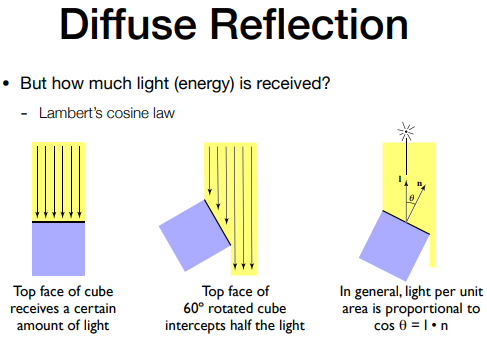 Diffuse Reflection
• But how much light (energy) is received?
- Lambert's cosine law
l
n
θ
Top face of cube
receives a certain
amount of light
Top face of
60º rotated cube
intercepts half the light
In general, light per unit
area is proportional to
cos θ = l • n